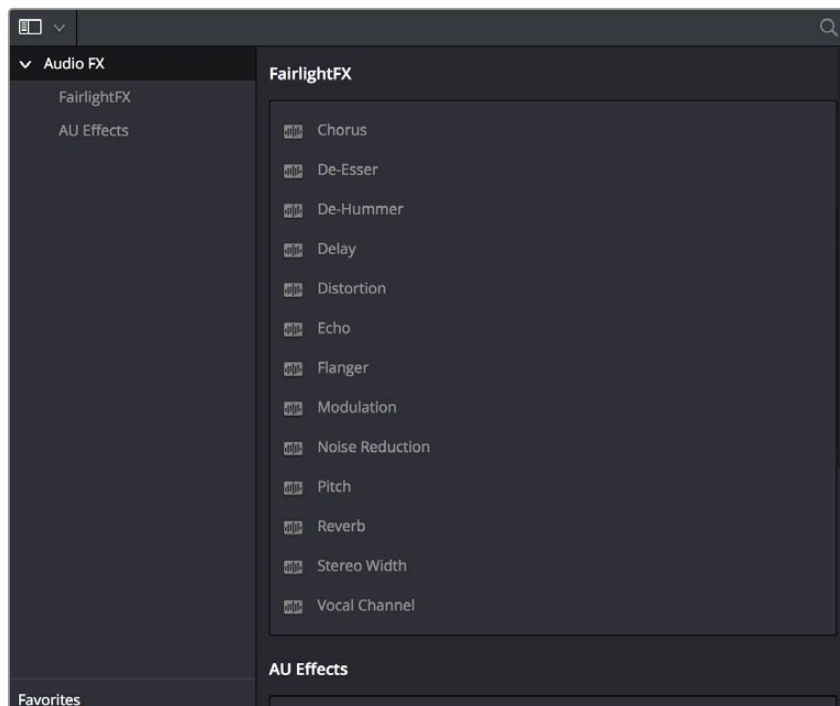 Audio FX
FairlightFX
AU Effects
Favorites
FairlightFX
Chorus
De-Esser
De-Hummer
Delay
Distortion
Echo
Flanger
Modulation
Noise Reduction
Pitch
Reverb
Stereo Width
Vocal Channel
AU Effects